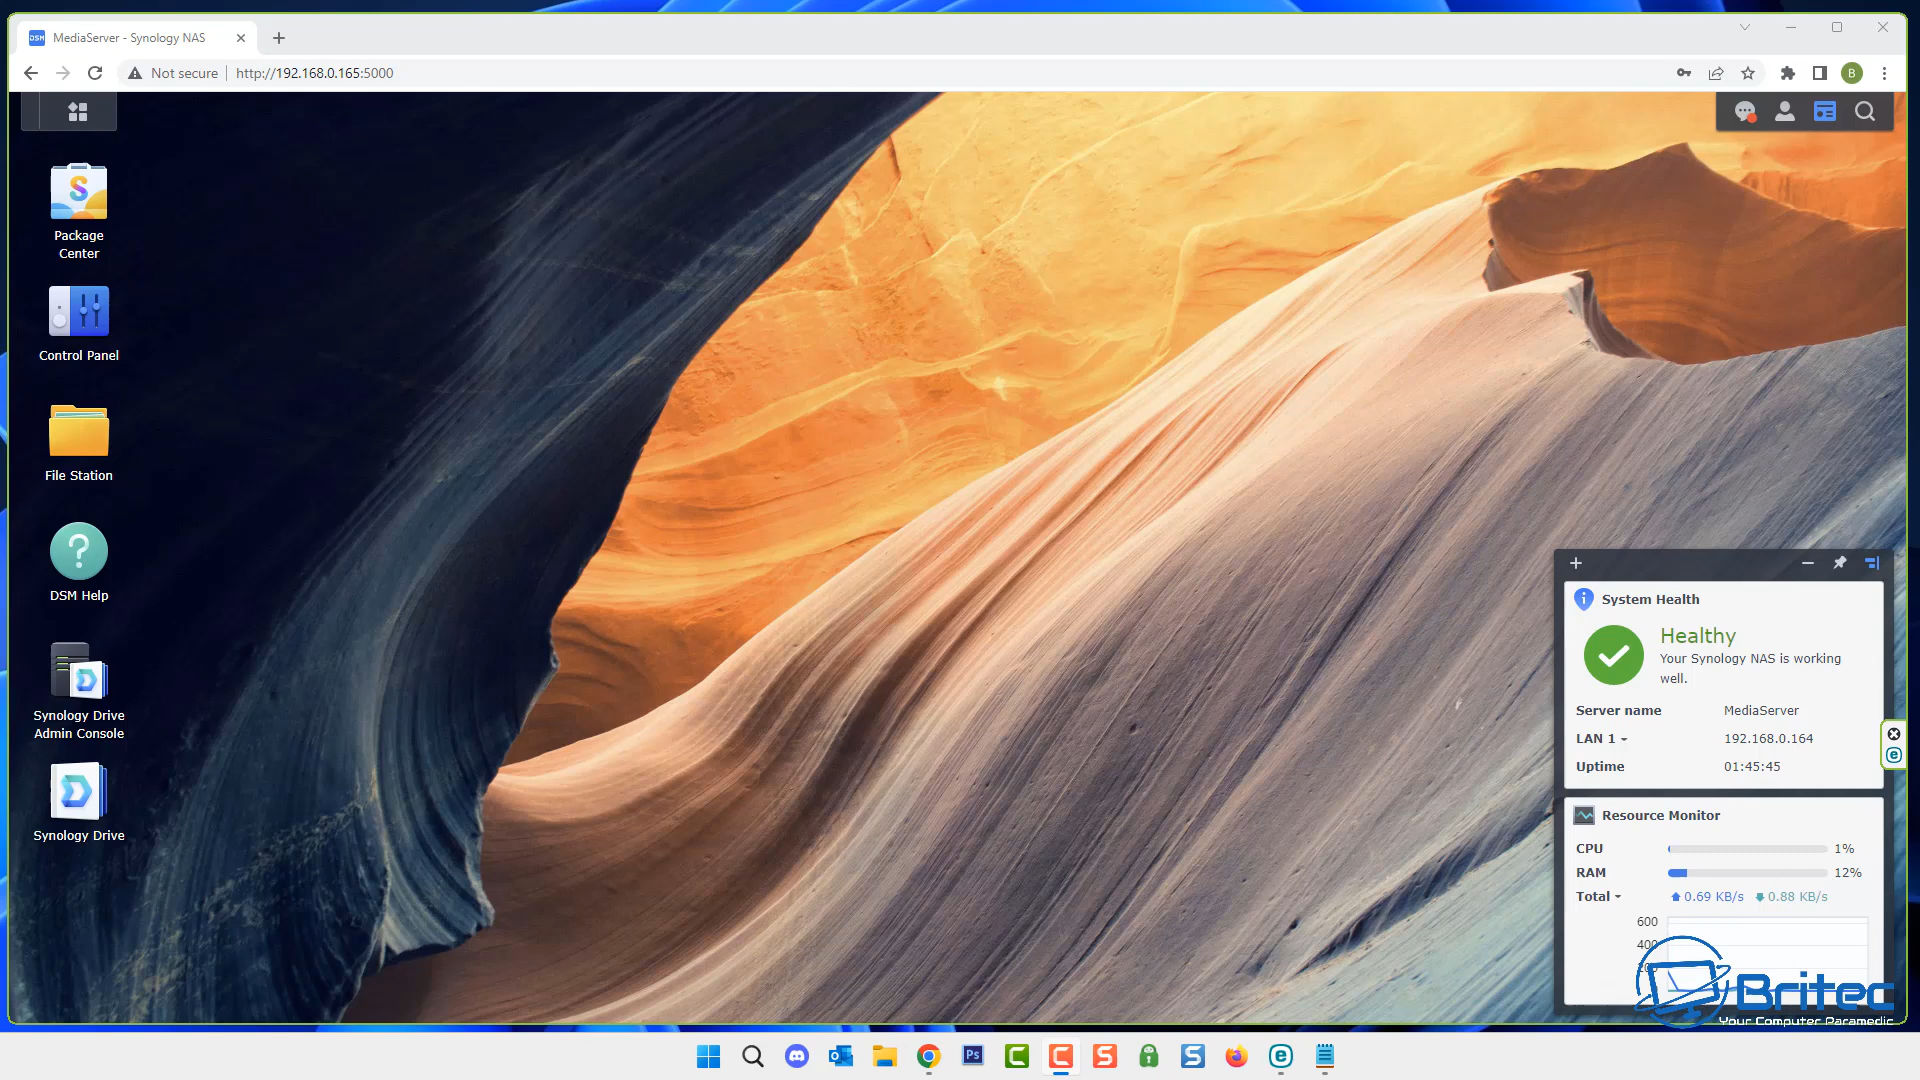 DSM MediaServer - Synology NAS
Not secure http://192.168.0.165:5000
B
Package
Center
Control Panel
File Station
DSM Help
Synology Drive
Admin Console
Synology Drive
System Health
Healthy
Your Synology NAS is working
well.
Server name MediaServer
LAN 1 192.168.0.164
Uptime 01:45:45
Resource Monitor
CPU 1%
RAM 12%
Total 0.69 KB/s 0.88 KB/s
600
400
Britec
Your Computer Paramedic
Ps